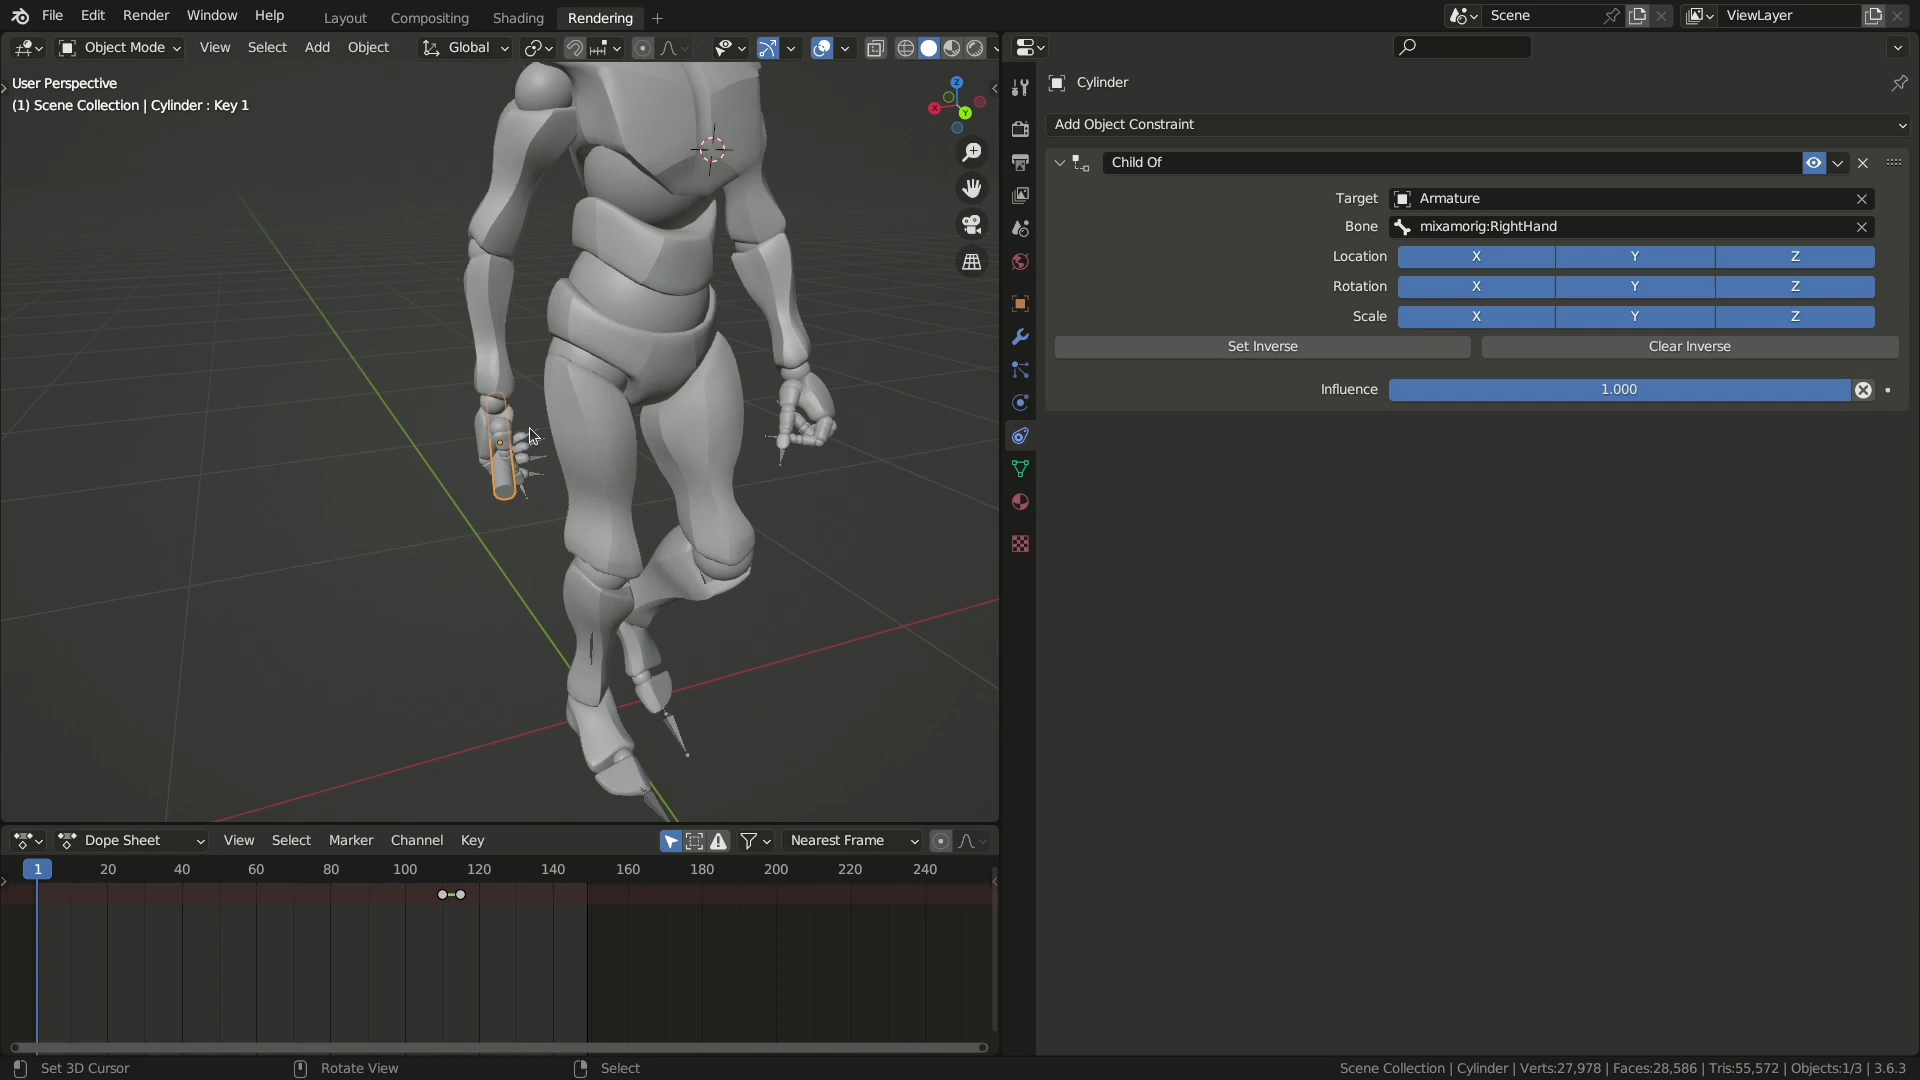 File Edit Render Window Help Layout Compositing Shading Rendering + Scene ViewLayer
Object Mode View Select Add Object Global
User Perspective
(1) Scene Collection | Cylinder : Key 1
Z
X
Y
Cylinder
Add Object Constraint
Child Of
Target Armature
Bone mixamorig:RightHand
Location X Y Z
Rotation X Y Z
Scale X Y Z
Set Inverse Clear Inverse
Influence 1.000
Dope Sheet View Select Marker Channel Key Nearest Frame
1 20 40 60 80 100 120 140 160 180 200 220 240
Set 3D Cursor Rotate View Select Scene Collection | Cylinder | Verts:27,978 | Faces:28,586 | Tris:55,572 | Objects:1/3 | 3.6.3